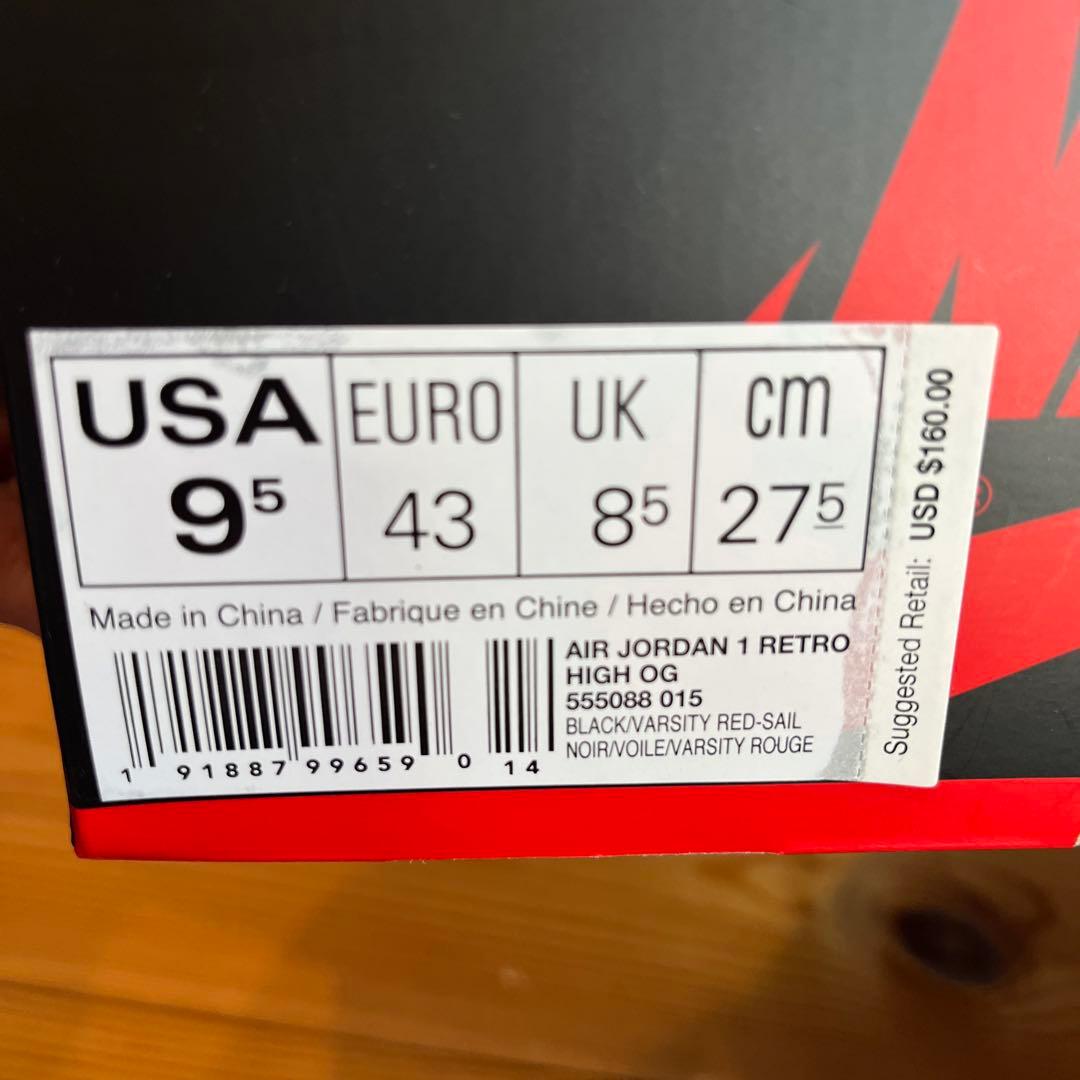 USA EURO UK cm
9⁵ 43 8⁵ 27⁵
Made in China / Fabrique en Chine / Hecho en China
AIR JORDAN 1 RETRO
HIGH OG
555088 015
BLACK/VARSITY RED-SAIL
NOIR/VOILE/VARSITY ROUGE
1 91887 99659 0 14
Suggested Retail: USD $160.00
®